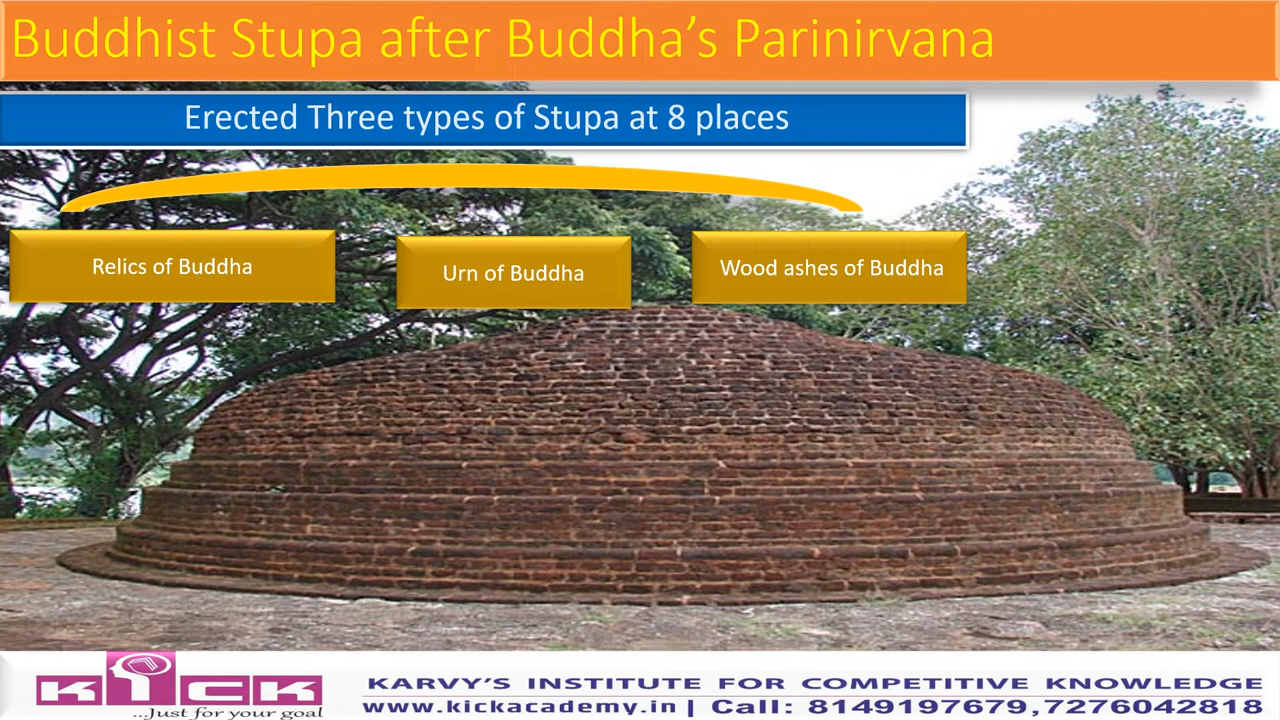 Buddhist Stupa after Buddha’s Parinirvana
Erected Three types of Stupa at 8 places
Relics of Buddha
Urn of Buddha
Wood ashes of Buddha
KICK
...Just for your goal
KARVY'S INSTITUTE FOR COMPETITIVE KNOWLEDGE
www.kickacademy.in | Call: 8149197679,7276042818